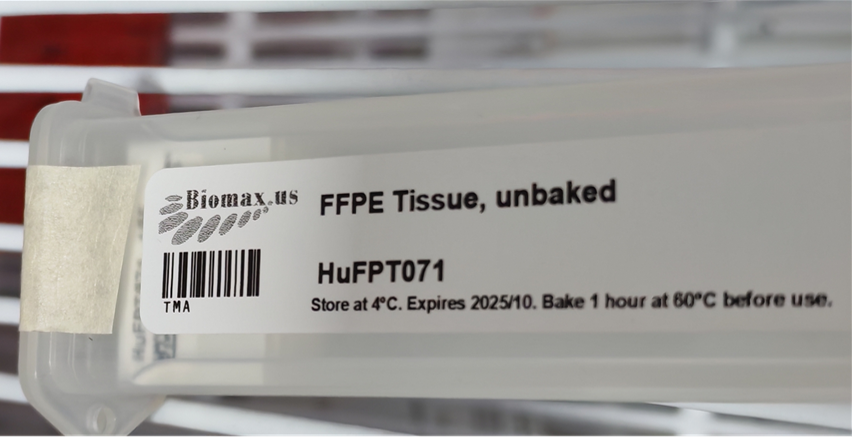 Biomax.us
FFPE Tissue, unbaked
HuFPT071
TMA
Store at 4°C. Expires 2025/10. Bake 1 hour at 60°C before use.